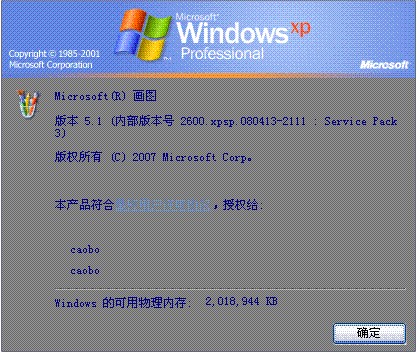 Microsoft®
Windows xp
Professional
Copyright © 1985-2001
Microsoft Corporation
Microsoft
Microsoft(R) 画图
版本 5.1 (内部版本号 2600.xpsp.080413-2111 : Service Pack
3)
版权所有 (C) 2007 Microsoft Corp。
本产品符合 ,授权给:
caobo
caobo
Windows 的可用物理内存: 2,018,944 KB
确定